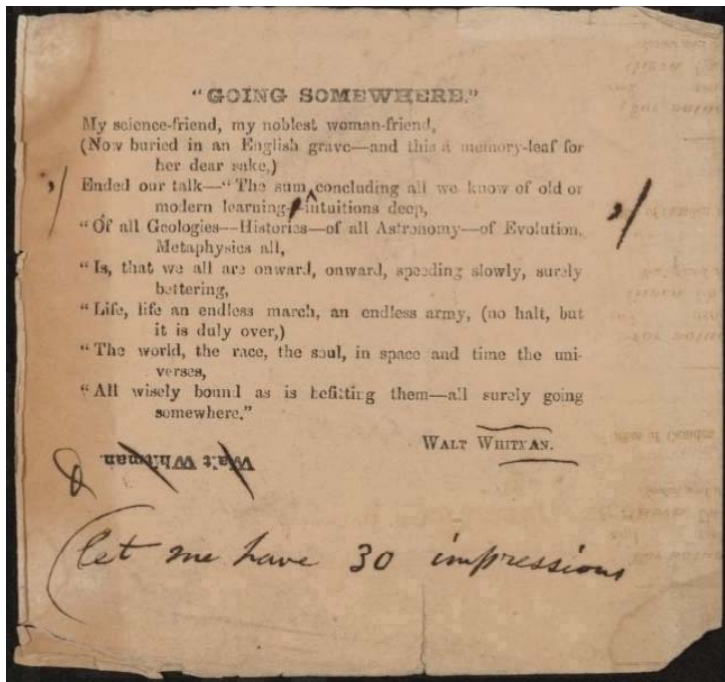 "GOING SOMEWHERE."
My science-friend, my noblest woman-friend,
(Now buried in an English grave—and this a memory-leaf for
her dear sake,)
Ended our talk—"The sum, concluding all we know of old or
modern learning, intuitions deep,
"Of all Geologies—Histories—of all Astronomy—of Evolution,
Metaphysics all,
"Is, that we all are onward, onward, speeding slowly, surely
bettering,
"Life, life an endless march, an endless army, (no halt, but
it is duly over,)
"The world, the race, the soul, in space and time the uni-
verses,
"All wisely bound as is befitting them—all surely going
somewhere."
WALT WHITMAN.
Walt Whitman.
(let me have 30 impressions